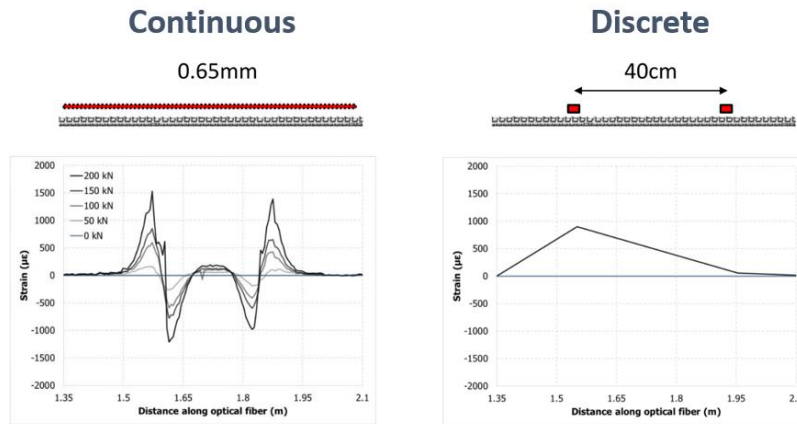 Continuous
0.65mm
2000
1500
1000
500
0
-500
-1000
-1500
-2000
Strain (µε)
200 kN
150 kN
100 kN
50 kN
0 kN
1.35
1.5
1.65
1.8
1.95
2.1
Distance along optical fiber (m)
Discrete
40cm
2000
1500
1000
500
0
-500
-1000
-1500
-2000
Strain (µε)
1.35
1.5
1.65
1.8
1.95
Distance along optical fiber (m)